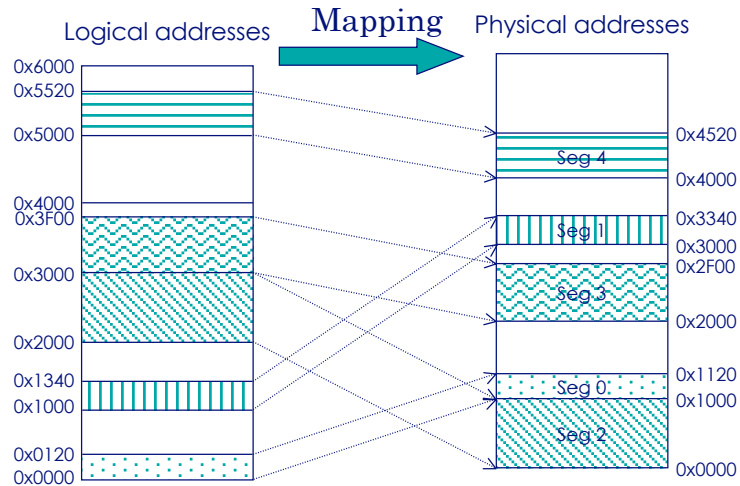 Mapping
Logical addresses
Physical addresses
0x6000
0x5520
0x5000
0x4000
0x3F00
0x3000
0x2000
0x1340
0x1000
0x0120
0x0000
0x4520
Seg 4
0x4000
0x3340
Seg 1
0x3000
0x2F00
Seg 3
0x2000
0x1120
Seg 0
0x1000
Seg 2
0x0000